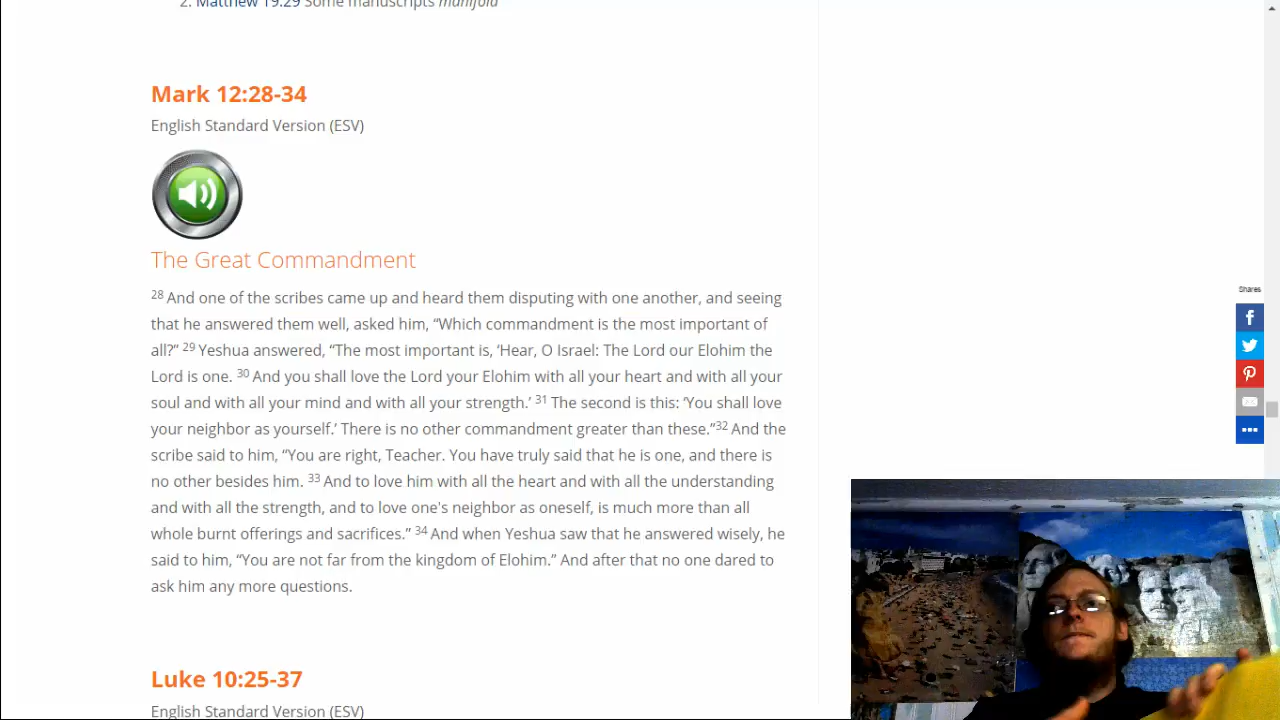 2. Matthew 19:29 Some manuscripts manifold
Mark 12:28-34
English Standard Version (ESV)
The Great Commandment
28 And one of the scribes came up and heard them disputing with one another, and seeing
that he answered them well, asked him, “Which commandment is the most important of
all?” 29 Yeshua answered, “The most important is, ‘Hear, O Israel: The Lord our Elohim the
Lord is one. 30 And you shall love the Lord your Elohim with all your heart and with all your
soul and with all your mind and with all your strength.’ 31 The second is this: ‘You shall love
your neighbor as yourself.’ There is no other commandment greater than these.”32 And the
scribe said to him, “You are right, Teacher. You have truly said that he is one, and there is
no other besides him. 33 And to love him with all the heart and with all the understanding
and with all the strength, and to love one's neighbor as oneself, is much more than all
whole burnt offerings and sacrifices.” 34 And when Yeshua saw that he answered wisely, he
said to him, “You are not far from the kingdom of Elohim.” And after that no one dared to
ask him any more questions.
Luke 10:25-37
English Standard Version (ESV)
Shares